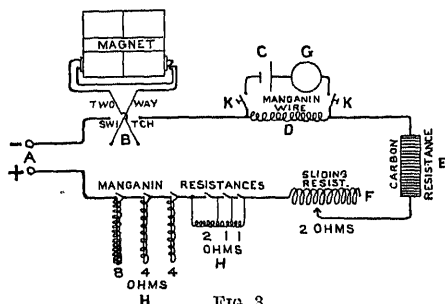 MAGNET
C G
TWO WAY
K K
MANGANIN
WIRE
SWITCH
B
D
- A
+
CARBON
RESISTANCE
E
MANGANIN RESISTANCES
SLIDING
RESIST.
F
2 1 1
OHMS
H
2 OHMS
8 4 4
OHMS
H
FIG. 3